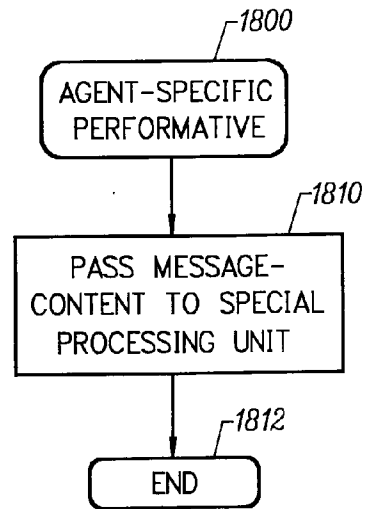 1800
AGENT-SPECIFIC
PERFORMATIVE
1810
PASS MESSAGE-
CONTENT TO SPECIAL
PROCESSING UNIT
1812
END